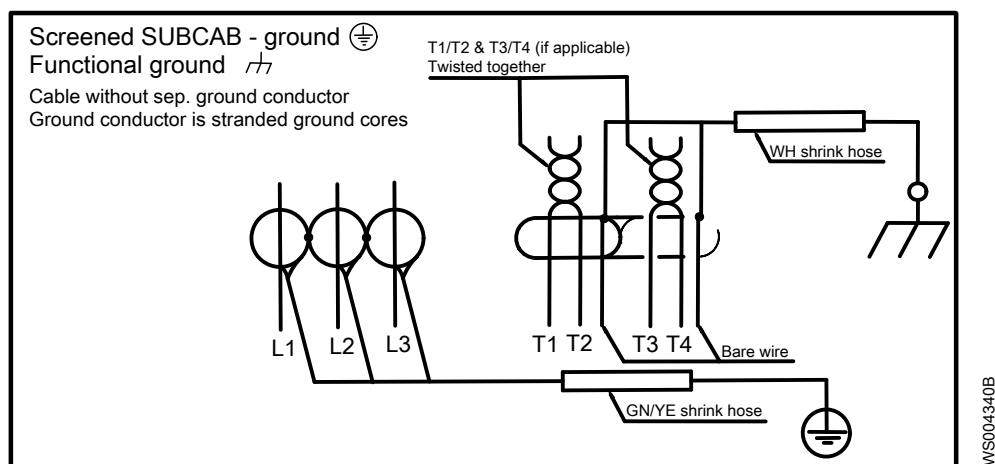 Screened SUBCAB - ground
Functional ground
Cable without sep. ground conductor
Ground conductor is stranded ground cores
T1/T2 & T3/T4 (if applicable)
Twisted together
WH shrink hose
L1 L2 L3
T1 T2 T3 T4
Bare wire
GN/YE shrink hose
WS004340B